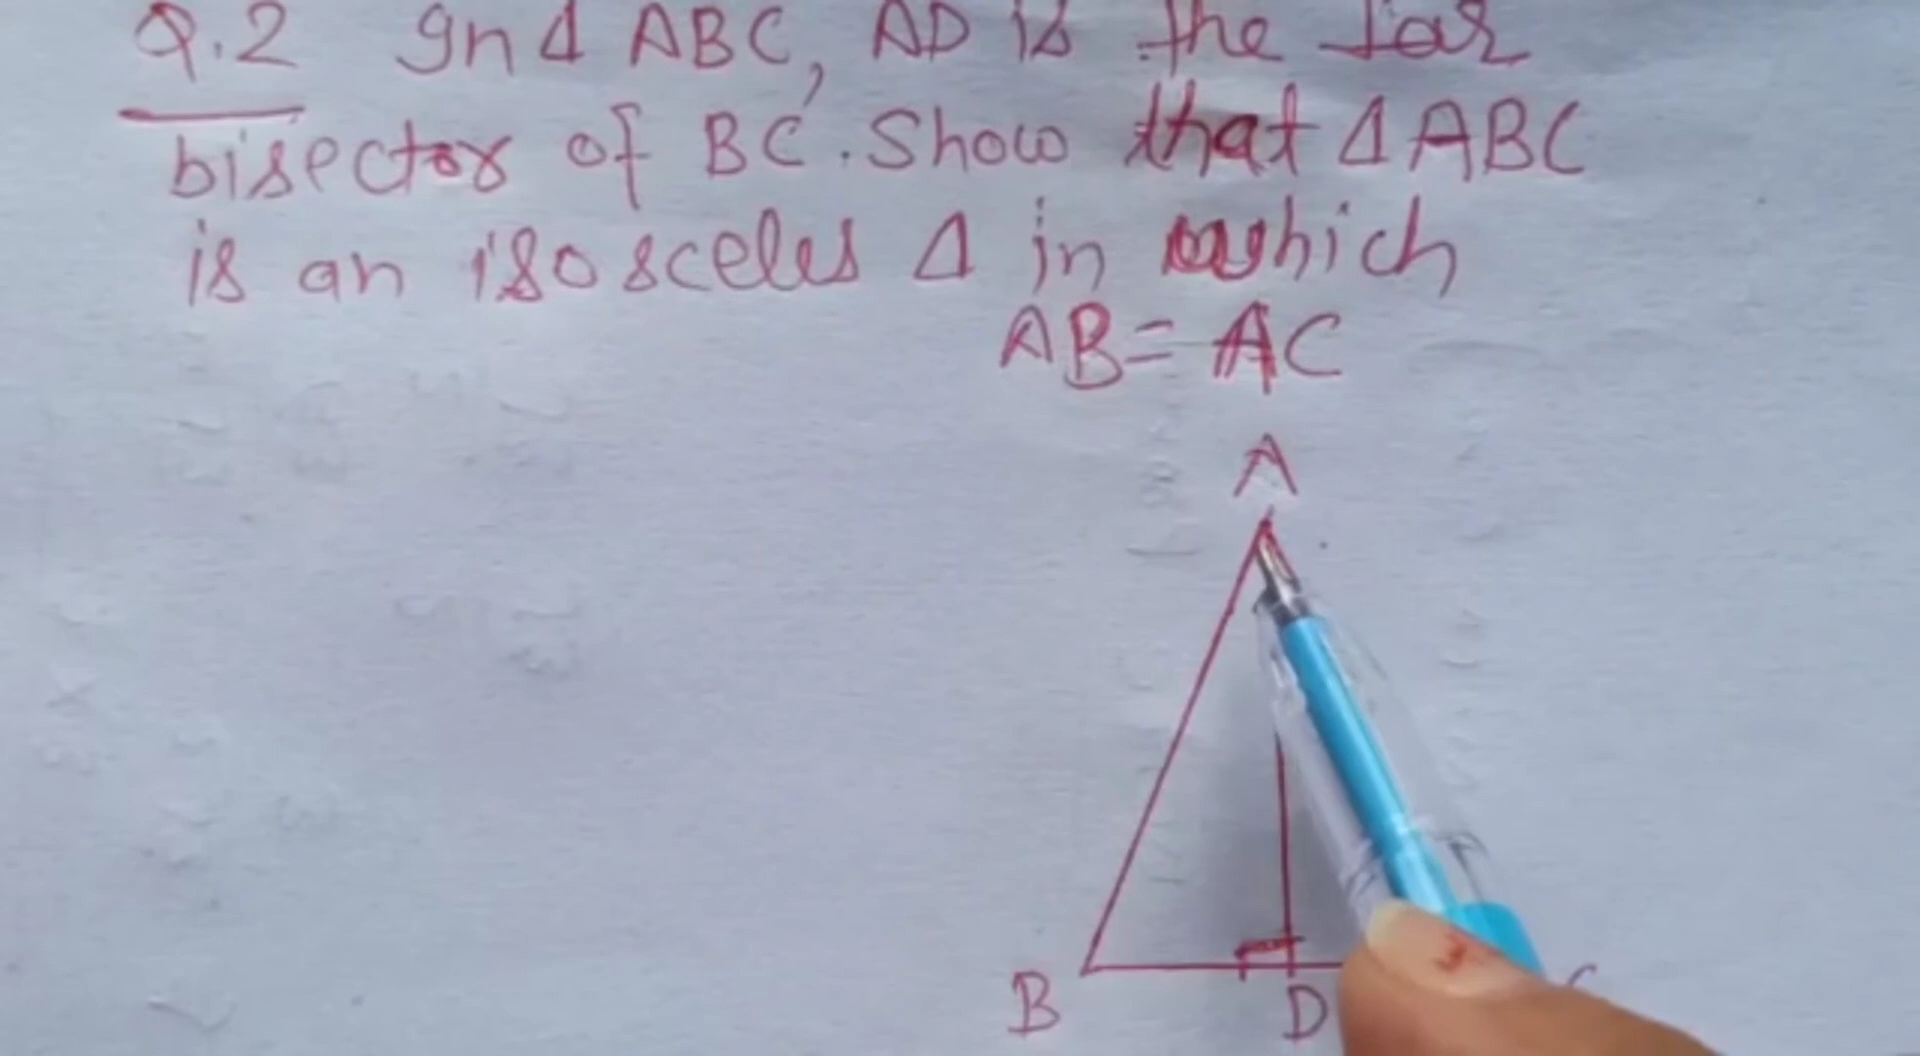 Q.2 In Δ ABC, AD is the ⊥ar
bisector of BC. Show that Δ ABC
is an isosceles Δ in which
AB = AC
A
B D C